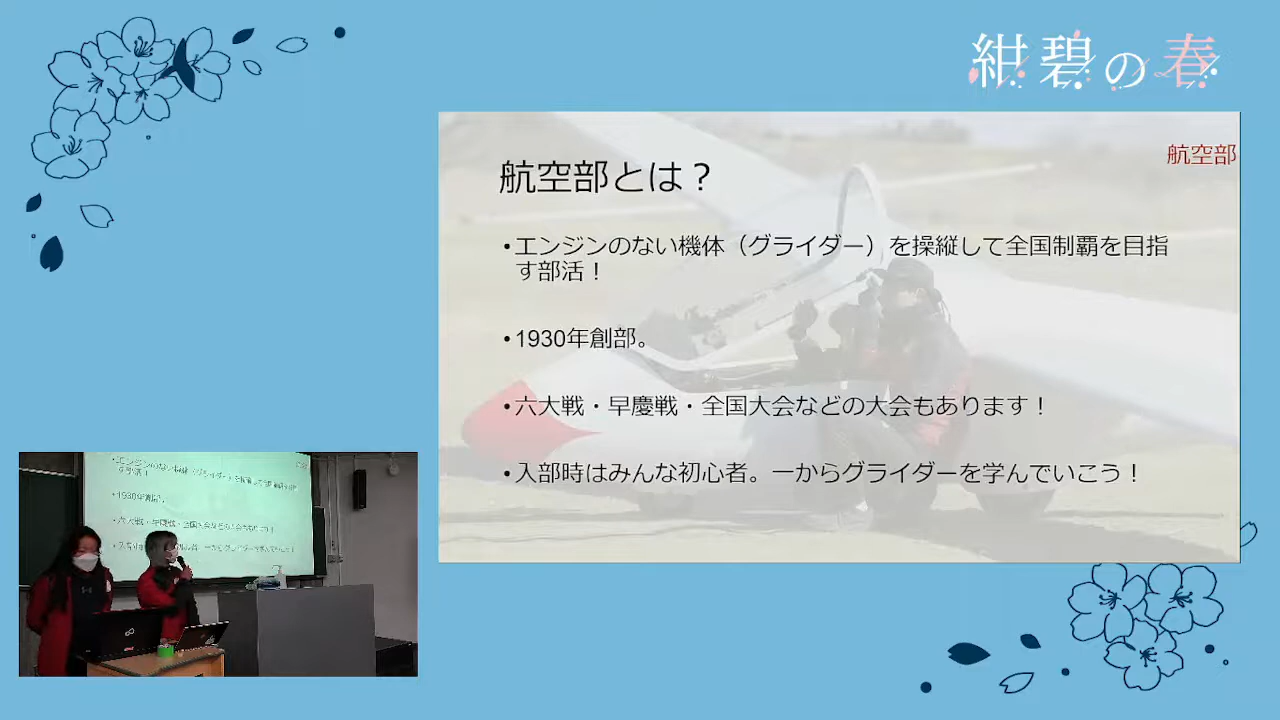 紺碧の春
航空部
航空部とは？
•エンジンのない機体（グライダー）を操縦して全国制覇を目指
す部活！
•1930年創部。
•六大戦・早慶戦・全国大会などの大会もあります！
•入部時はみんな初心者。一からグライダーを学んでいこう！